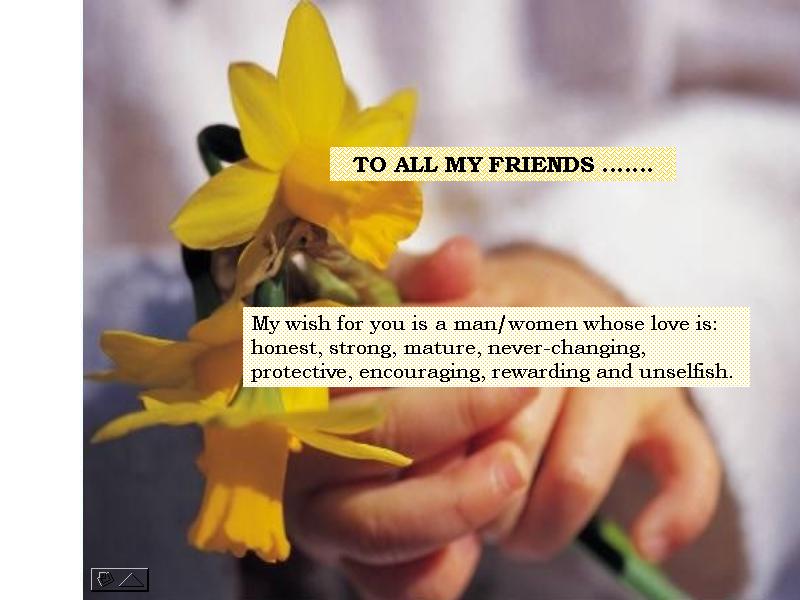 TO ALL MY FRIENDS .......
My wish for you is a man/women whose love is:
honest, strong, mature, never-changing,
protective, encouraging, rewarding and unselfish.